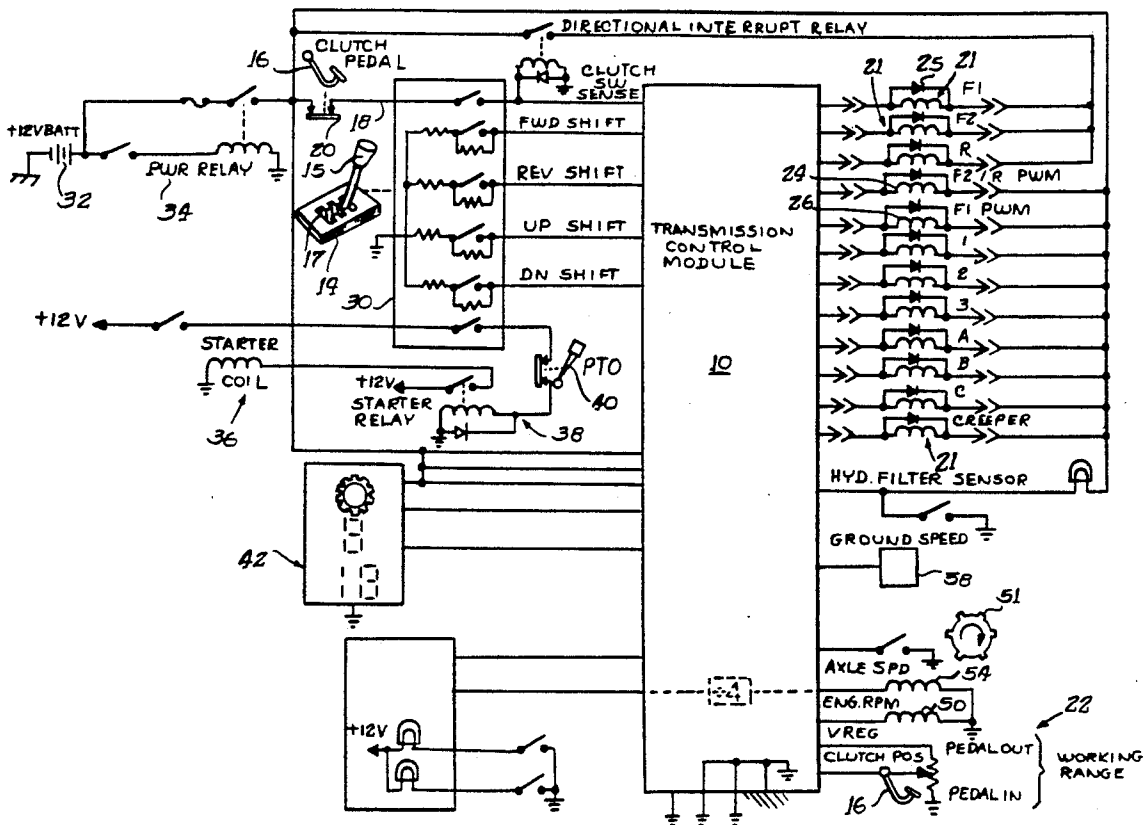 DIRECTIONAL INTERRUPT RELAY
16
CLUTCH
PEDAL
CLUTCH
SW
SENSE
21
25
21
F1
+12V BATT
18
20
FWD SHIFT
F2
15
R
32
PWR RELAY
34
REV SHIFT
24
F2/R PWM
26
F1 PWM
17
19
UP SHIFT
TRANSMISSION
CONTROL
MODULE
1
30
DN SHIFT
2
3
+12V
STARTER
COIL
36
10
A
PTO
B
+12V
STARTER
RELAY
40
38
C
CREEPER
21
HYD. FILTER SENSOR
42
18
GROUND SPEED
58
51
AXLE SPD
54
÷4
ENG. RPM
50
22
VREG
+12V
CLUTCH POS
PEDAL OUT
WORKING
RANGE
16
PEDAL IN